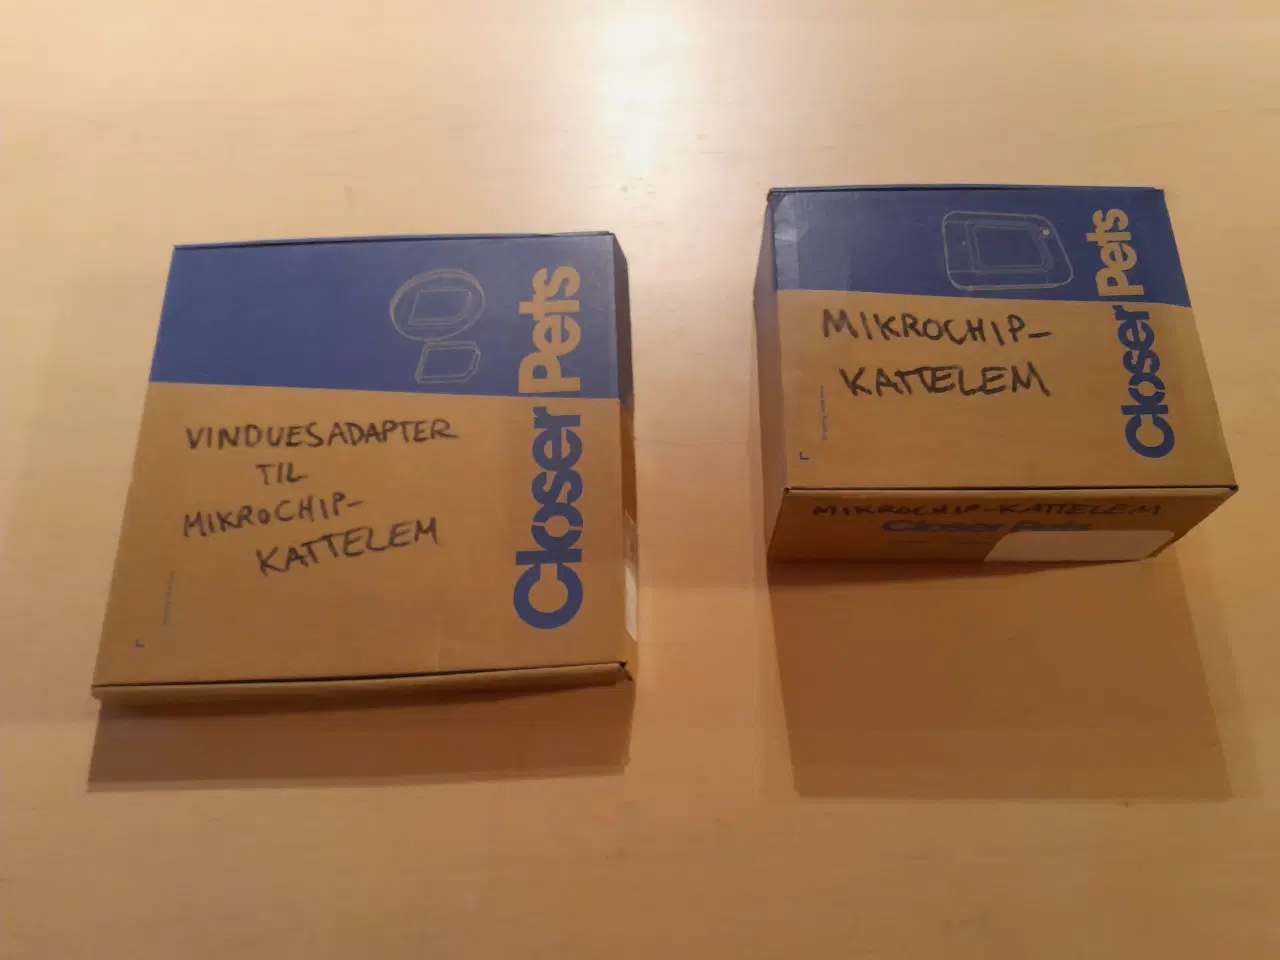 Closer Pets
VINDUESADAPTER
TIL
MIKROCHIP-
KATTELEM
Closer Pets
MIKROCHIP-
KATTELEM
MIKROCHIP-KATTELEM
Closer Pets